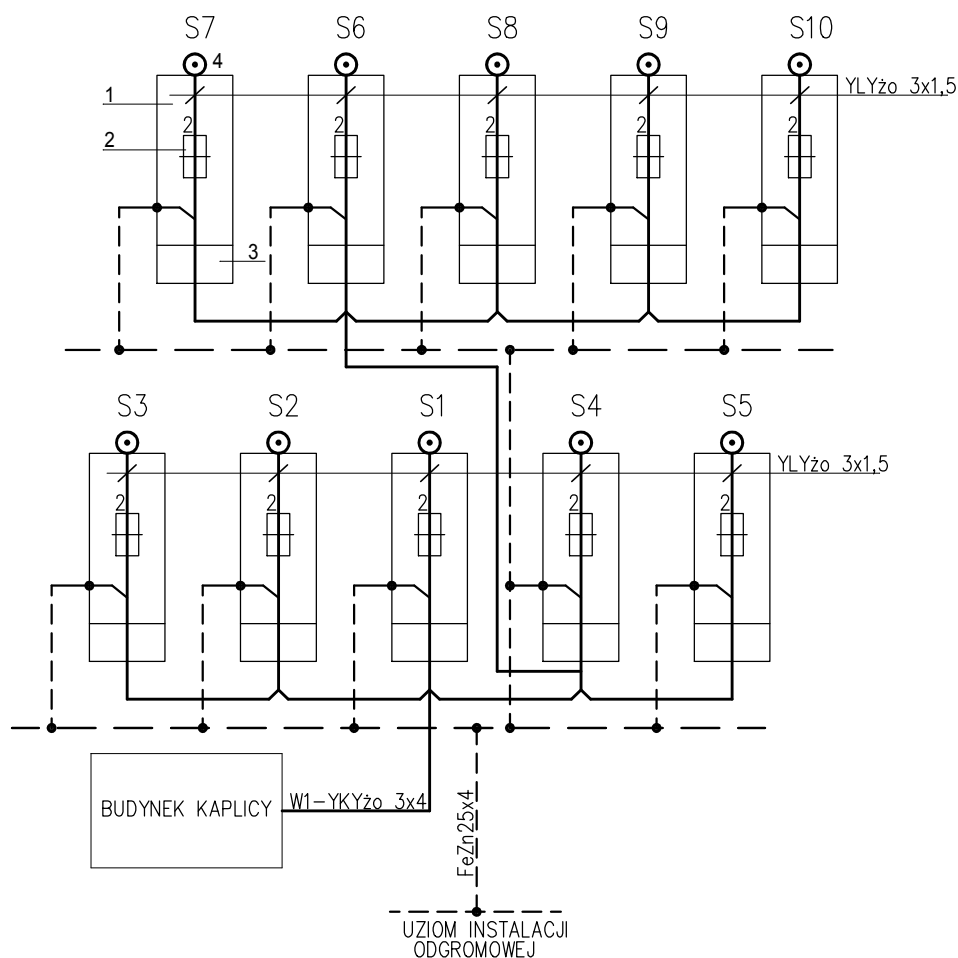 S7 S6 S8 S9 S10
4
1
YLYżo 3x1,5
2 2 2 2 2
2
3
S3 S2 S1 S4 S5
YLYżo 3x1,5
2 2 2 2 2
BUDYNEK KAPLICY
W1-YKYżo 3x4
FeZn25x4
UZIOM INSTALACJI
ODGROMOWEJ